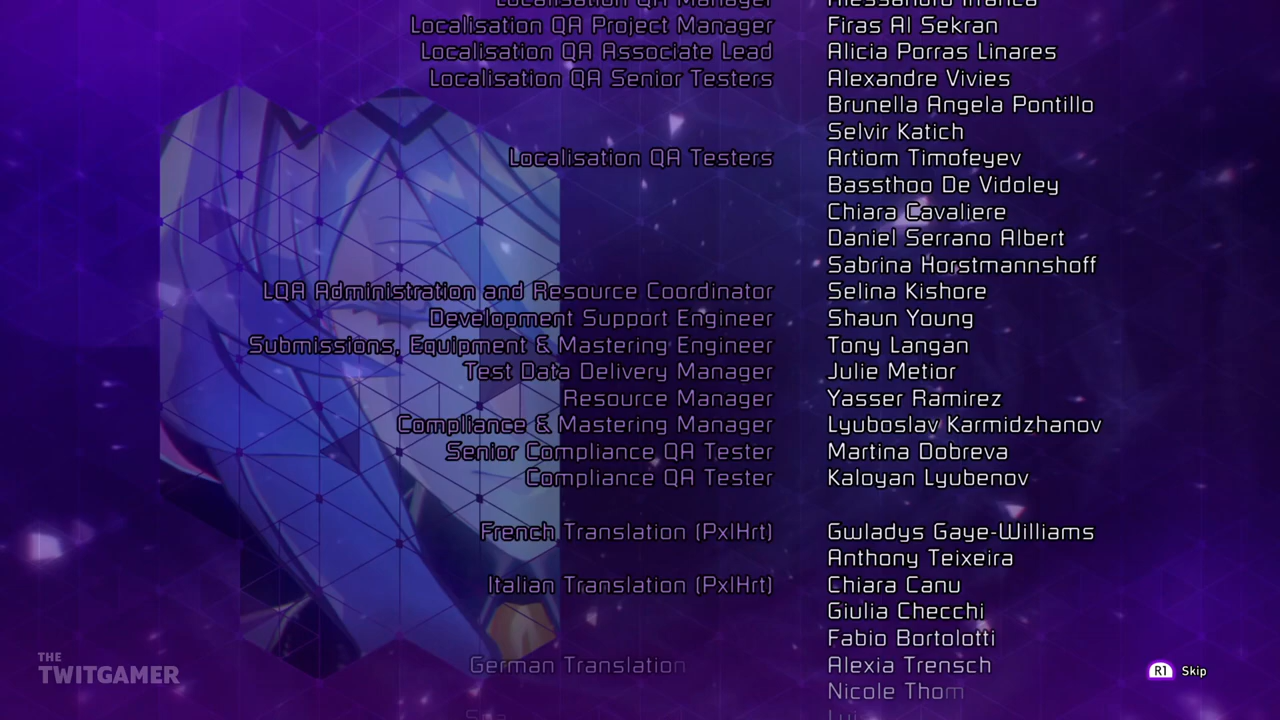 Localisation QA Manager Alessandro Irranca
Localisation QA Project Manager Firas Al Sekran
Localisation QA Associate Lead Alicia Porras Linares
Localisation QA Senior Testers Alexandre Vivies
Brunella Angela Pontillo
Selvir Katich
Localisation QA Testers Artiom Timofeyev
Bassthoo De Vidoley
Chiara Cavaliere
Daniel Serrano Albert
Sabrina Horstmannshoff
LQA Administration and Resource Coordinator Selina Kishore
Development Support Engineer Shaun Young
Submissions, Equipment & Mastering Engineer Tony Langan
Test Data Delivery Manager Julie Metior
Resource Manager Yasser Ramirez
Compliance & Mastering Manager Lyuboslav Karmidzhanov
Senior Compliance QA Tester Martina Dobreva
Compliance QA Tester Kaloyan Lyubenov
French Translation (PxlHrt) Gwladys Gaye-Williams
Anthony Teixeira
Italian Translation (PxlHrt) Chiara Canu
Giulia Checchi
Fabio Bortolotti
German Translation Alexia Trensch
Nicole Thom
THE
TWITGAMER
R1 Skip